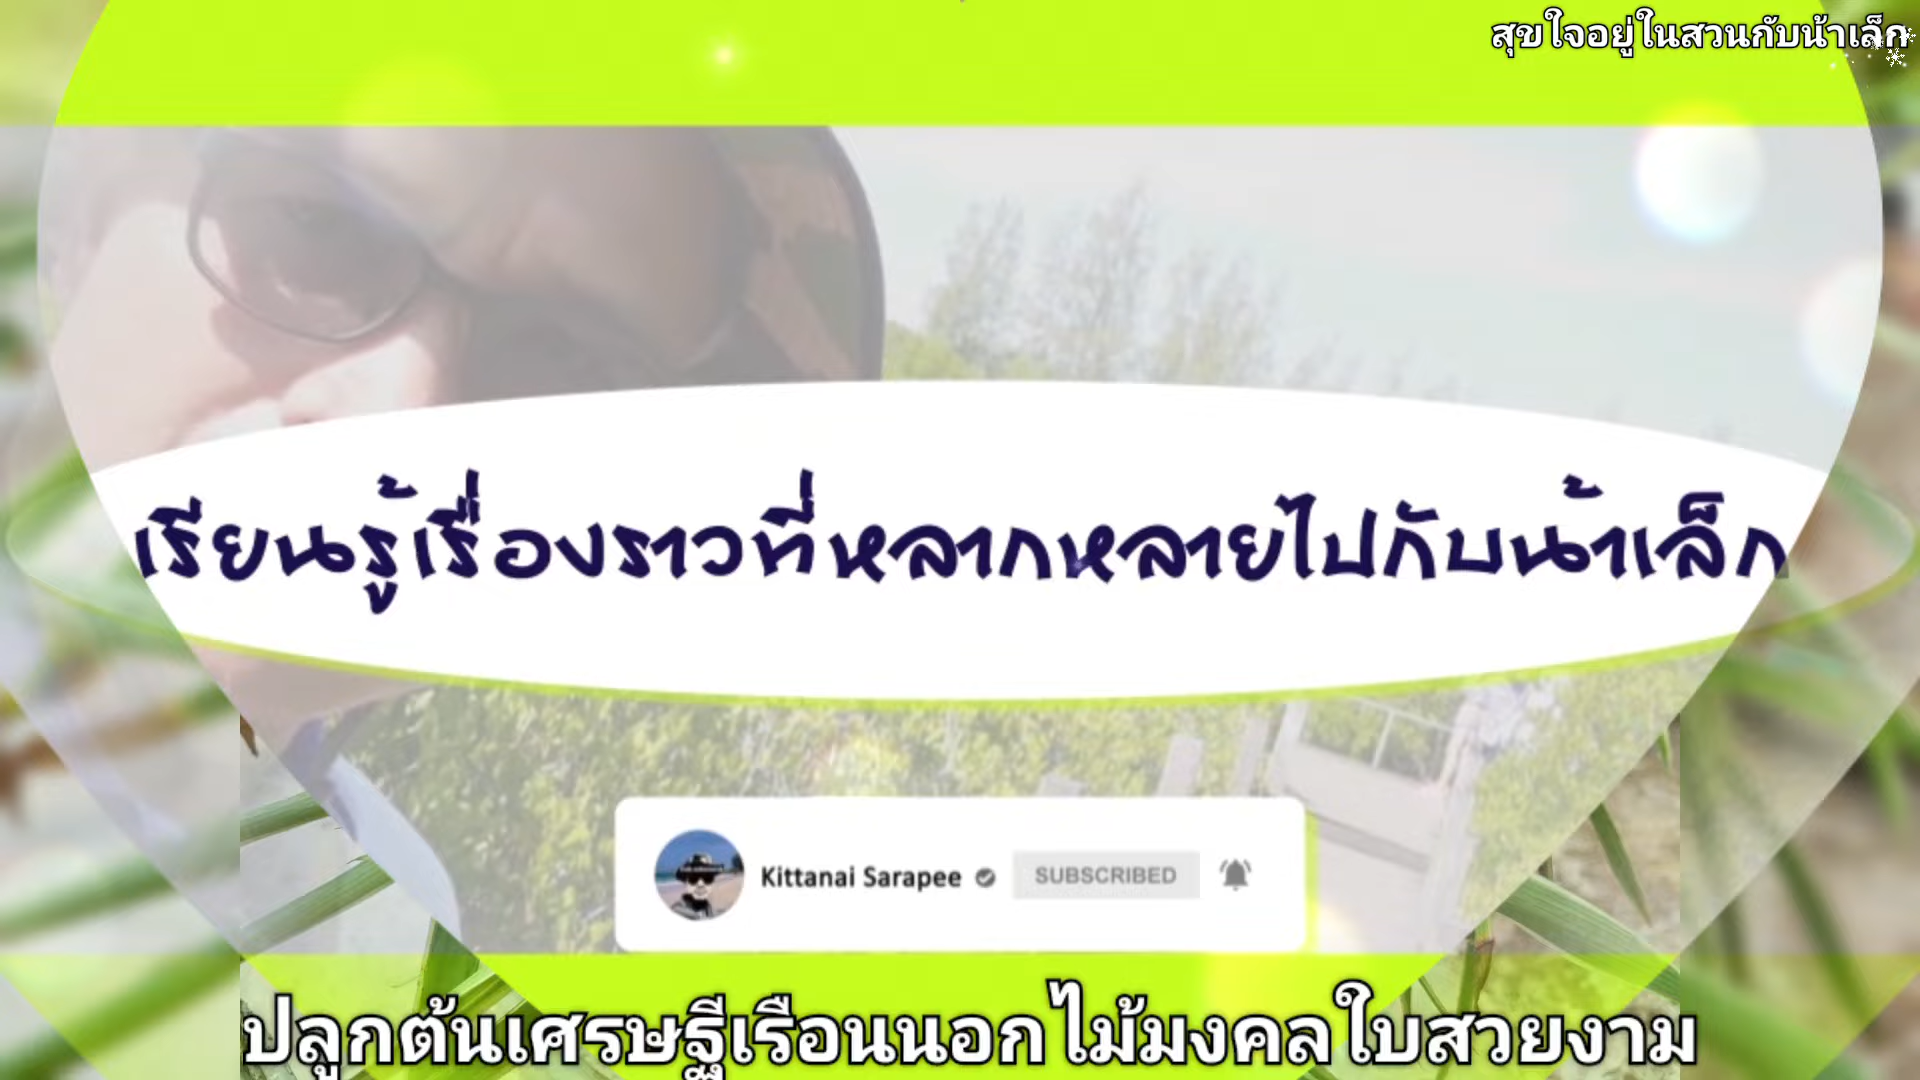 สุขใจอยู่ในสวนกับน้าเล็ก
เรียนรู้เรื่องราวที่หลากหลายไปกับน้าเล็ก
Kittanai Sarapee SUBSCRIBED
ปลูกต้นเศรษฐีเรือนนอกไม้มงคลใบสวยงาม